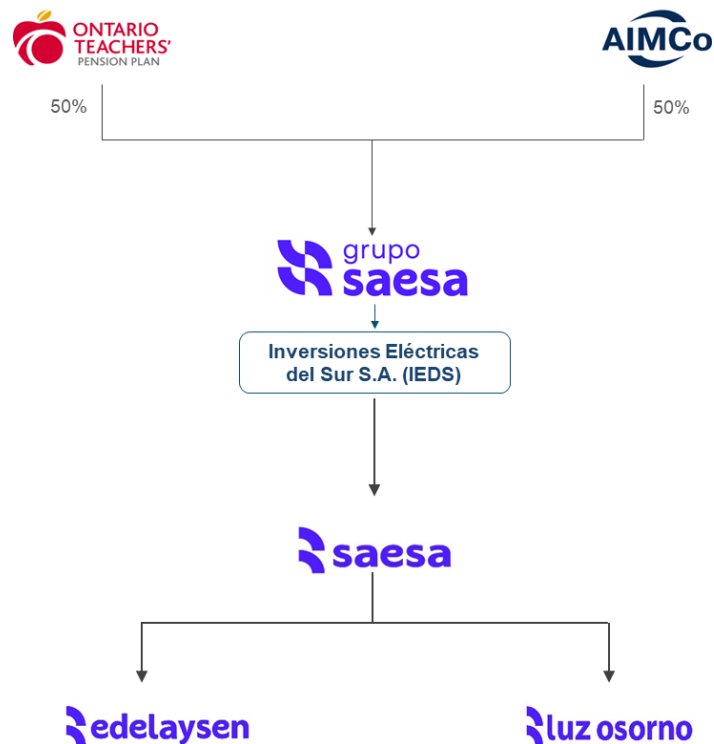 ONTARIO
TEACHERS'
PENSION PLAN
AIMCo
50%
50%
grupo
saesa
Inversiones Eléctricas
del Sur S.A. (IEDS)
saesa
edelaysen
luz osorno